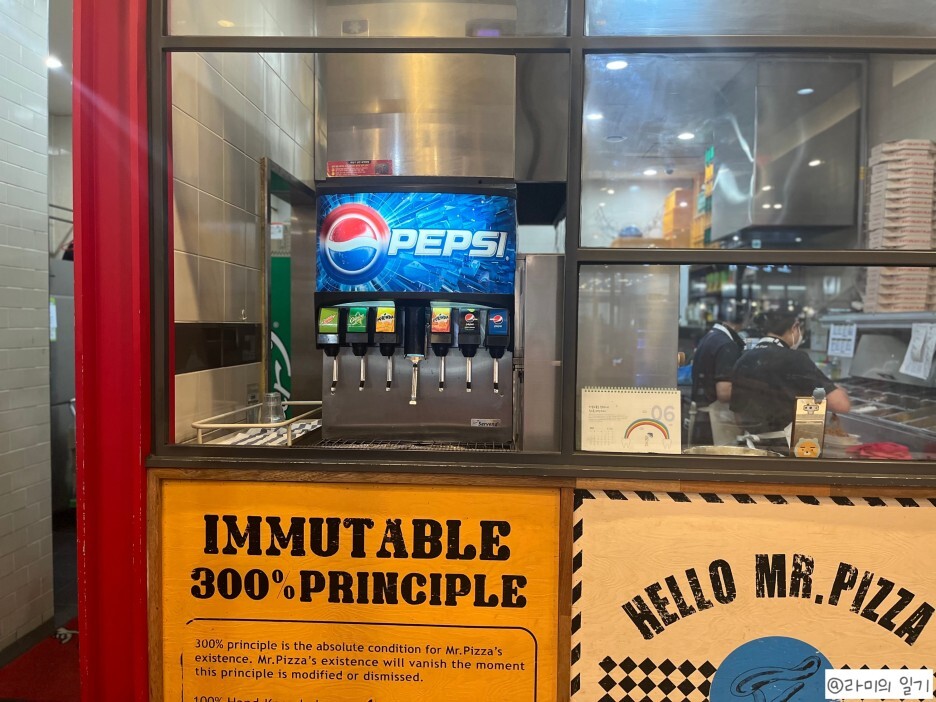 PEPSI
Servend
06
IMMUTABLE
300% PRINCIPLE
300% principle is the absolute condition for Mr.Pizza's
existence. Mr.Pizza's existence will vanish the moment
this principle is modified or dismissed.
HELLO MR.PIZZA
@라미의 일기